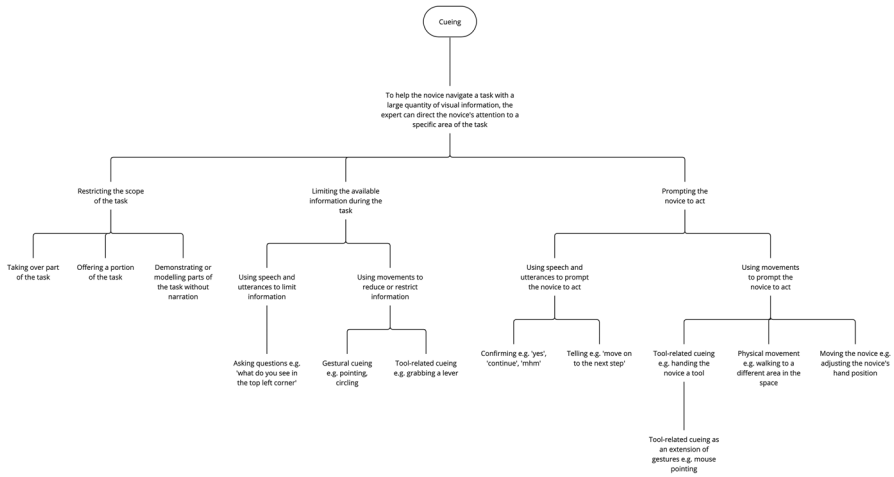 Cueing
To help the novice navigate a task with a
large quantity of visual information, the
expert can direct the novice's attention to a
specific area of the task
Restricting the scope
of the task
Limiting the available
information during the
task
Prompting the
novice to act
Taking over part
of the task
Offering a portion
of the task
Demonstrating or
modelling parts of
the task without
narration
Using speech and
utterances to limit
information
Using movements to
reduce or restrict
information
Using speech and
utterances to prompt
the novice to act
Using movements
to prompt the
novice to act
Asking questions e.g.
'what do you see in
the top left corner'
Gestural cueing
e.g. pointing,
circling
Tool-related cueing
e.g. grabbing a lever
Confirming e.g. 'yes',
'continue', 'mhm'
Telling e.g. 'move on
to the next step'
Tool-related cueing
e.g. handing the
novice a tool
Physical movement
e.g. walking to a
different area in the
space
Moving the novice e.g.
adjusting the novice's
hand position
Tool-related cueing as
an extension of
gestures e.g. mouse
pointing